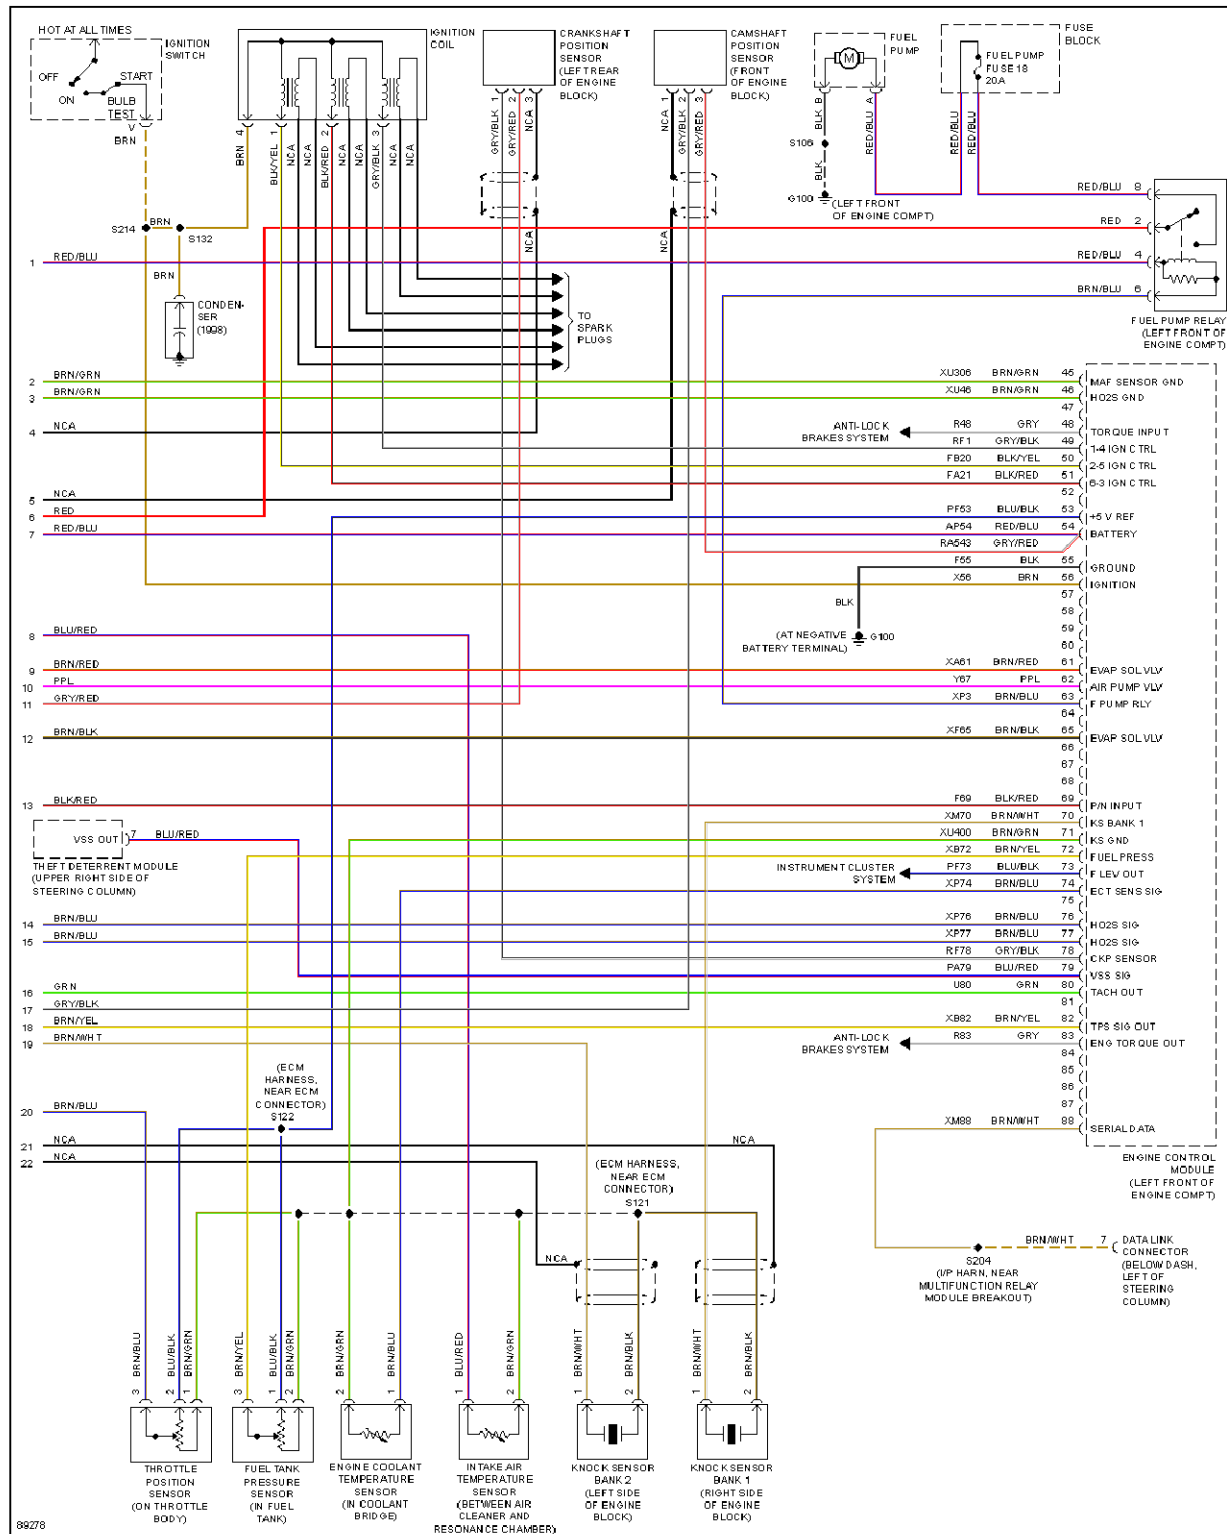 HOT AT ALL TIMES
IGNITION
SWITCH
OFF
ON
START
BULB
TEST
V
BRN
IGNITION
COIL
4
1
2
3
BRN
BLK/YEL
NCA
NCA
BLK/RED
NCA
NCA
GRY/BLK
NCA
NCA
CRANKSHAFT
POSITION
SENSOR
(LEFT REAR
OF ENGINE
BLOCK)
GRY/BLK 1
GRY/RED 2
NCA 3
NCA
CAMSHAFT
POSITION
SENSOR
(FRONT
OF ENGINE
BLOCK)
NCA 1
GRY/BLK 2
GRY/RED 3
NCA
FUEL
PUMP
M
BLK B
RED/BLU A
S106
BLK
G100
(LEFT FRONT
OF ENGINE COMPT)
FUSE
BLOCK
FUEL PUMP
FUSE 18
20A
RED/BLU
RED/BLU
RED/BLU 8
RED 2
RED/BLU 4
BRN/BLU 6
FUEL PUMP RELAY
(LEFT FRONT OF
ENGINE COMPT)
S214
BRN
S132
BRN
CONDEN-
SER
(1998)
TO
SPARK
PLUGS
1 RED/BLU
2 BRN/GRN
3 BRN/GRN
4 NCA
5 NCA
6 RED
7 RED/BLU
8 BLU/RED
9 BRN/RED
10 PPL
11 GRY/RED
12 BRN/BLK
13 BLK/RED
VSS OUT
7 BLU/RED
THEFT DETERRENT MODULE
(UPPER RIGHT SIDE OF
STEERING COLUMN)
14 BRN/BLU
15 BRN/BLU
16 GRN
17 GRY/BLK
18 BRN/YEL
19 BRN/WHT
20 BRN/BLU
21 NCA
22 NCA
XU306 BRN/GRN 45 MAF SENSOR GND
XU46 BRN/GRN 46 HO2S GND
47
ANTI-LOCK
BRAKES SYSTEM
R48 GRY 48 TORQUE INPUT
RF1 GRY/BLK 49 1-4 IGN CTRL
FB20 BLK/YEL 50 2-5 IGN CTRL
FA21 BLK/RED 51 6-3 IGN CTRL
52
PF53 BLU/BLK 53 +5 V REF
AP54 RED/BLU 54 BATTERY
RA543 GRY/RED
F55 BLK 55 GROUND
X56 BRN 56 IGNITION
57
58
59
60
BLK
(AT NEGATIVE
BATTERY TERMINAL)
G100
XA61 BRN/RED 61 EVAP SOL VLV
Y67 PPL 62 AIR PUMP VLV
XP3 BRN/BLU 63 F PUMP RLY
64
XF65 BRN/BLK 65 EVAP SOL VLV
66
67
68
F69 BLK/RED 69 P/N INPUT
XM70 BRN/WHT 70 KS BANK 1
XU400 BRN/GRN 71 KS GND
XB72 BRN/YEL 72 FUEL PRESS
INSTRUMENT CLUSTER
SYSTEM
PF73 BLU/BLK 73 F LEV OUT
XP74 BRN/BLU 74 ECT SENS SIG
75
XP76 BRN/BLU 76 HO2S SIG
XP77 BRN/BLU 77 HO2S SIG
RF78 GRY/BLK 78 CKP SENSOR
PA79 BLU/RED 79 VSS SIG
U80 GRN 80 TACH OUT
81
XB82 BRN/YEL 82 TPS SIG OUT
ANTI-LOCK
BRAKES SYSTEM
R83 GRY 83 ENG TORQUE OUT
84
85
86
87
XM88 BRN/WHT 88 SERIAL DATA
ENGINE CONTROL
MODULE
(LEFT FRONT OF
ENGINE COMPT)
(ECM
HARNESS,
NEAR ECM
CONNECTOR)
S122
NCA
(ECM HARNESS,
NEAR ECM
CONNECTOR)
S121
NCA
BRN/WHT 7
DATA LINK
CONNECTOR
(BELOW DASH,
LEFT OF
STEERING
COLUMN)
S204
(I/P HARN, NEAR
MULTIFUNCTION RELAY
MODULE BREAKOUT)
3 BRN/BLU
2 BLU/BLK
1 BRN/GRN
3 BRN/YEL
1 BLU/BLK
2 BRN/GRN
2 BRN/GRN
1 BRN/BLU
1 BLU/RED
2 BRN/GRN
1 BRN/WHT
2 BRN/BLK
1 BRN/WHT
2 BRN/BLK
THROTTLE
POSITION
SENSOR
(ON THROTTLE
BODY)
FUEL TANK
PRESSURE
SENSOR
(IN FUEL
TANK)
ENGINE COOLANT
TEMPERATURE
SENSOR
(IN COOLANT
BRIDGE)
INTAKE AIR
TEMPERATURE
SENSOR
(BETWEEN AIR
CLEANER AND
RESONANCE CHAMBER)
KNOCK SENSOR
BANK 2
(LEFT SIDE
OF ENGINE
BLOCK)
KNOCK SENSOR
BANK 1
(RIGHT SIDE
OF ENGINE
BLOCK)
89278